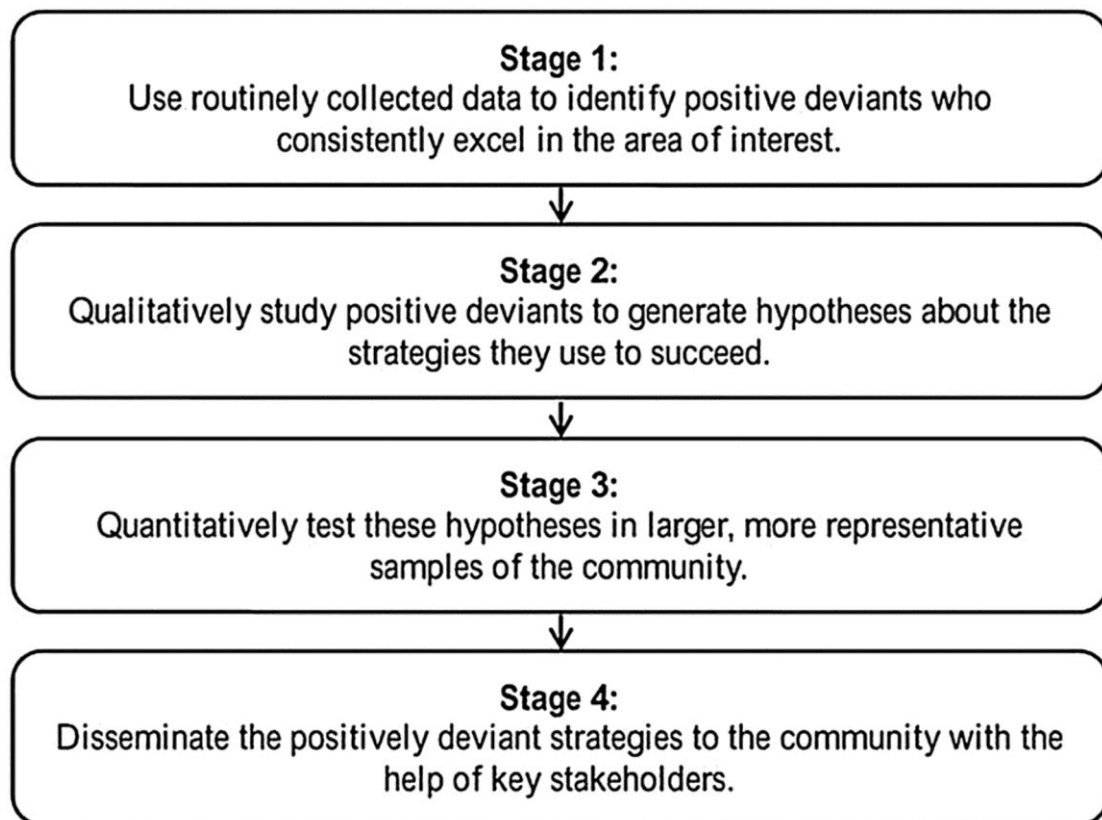 Stage 1:
Use routinely collected data to identify positive deviants who
consistently excel in the area of interest.
Stage 2:
Qualitatively study positive deviants to generate hypotheses about the
strategies they use to succeed.
Stage 3:
Quantitatively test these hypotheses in larger, more representative
samples of the community.
Stage 4:
Disseminate the positively deviant strategies to the community with the
help of key stakeholders.